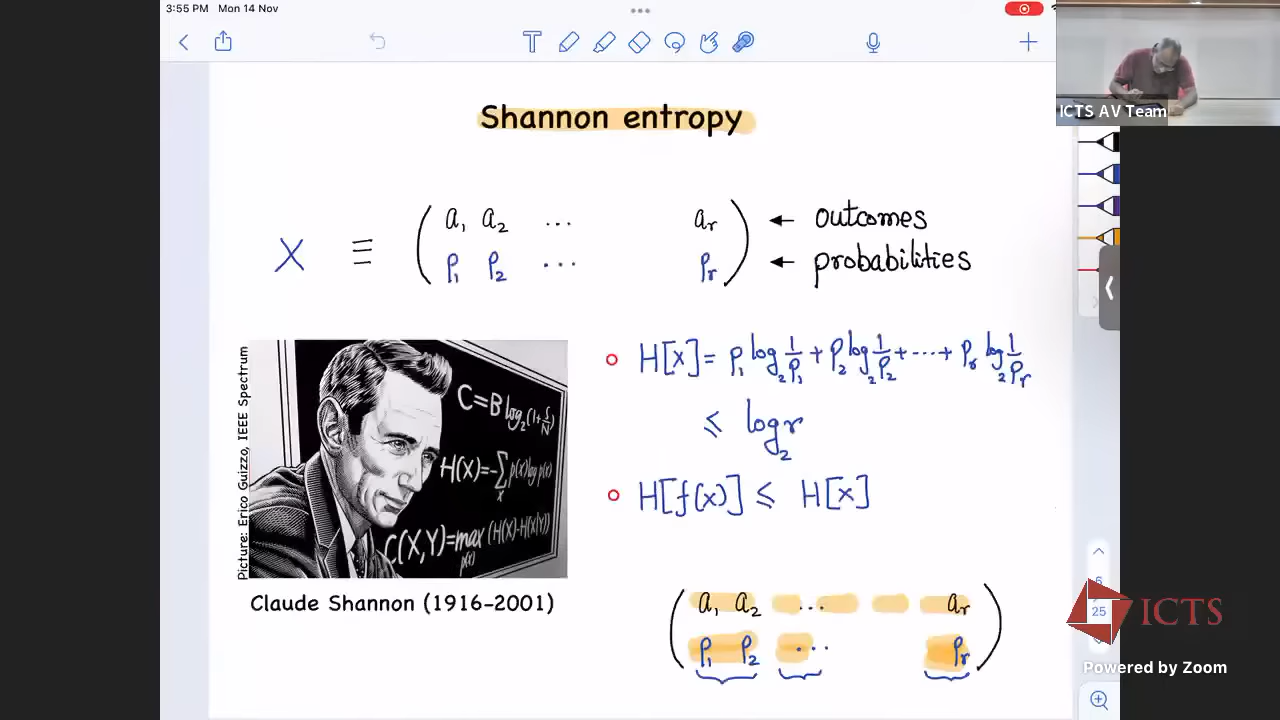 3:55 PM Mon 14 Nov
ICTS AV Team
Shannon entropy
X ≡ ( a₁ a₂ ... aᵣ ) ← outcomes
( p₁ p₂ ... pᵣ ) ← probabilities
Picture: Erico Guizzo, IEEE Spectrum
C=B log₂(1+S/N)
H(X)=-∑ₓ p(x) log p(x)
C(X,Y)=max p(x) (H(X)-H(X|Y))
Claude Shannon (1916-2001)
H[X]= p₁ log₂ 1/p₁ + p₂ log₂ 1/p₂ + ... + pᵣ log₂ 1/pᵣ
⩽ log₂ r
H[f(X)] ⩽ H[X]
( a₁ a₂ ... aᵣ )
( p₁ p₂ ... pᵣ )
6
25
ICTS
Powered by Zoom